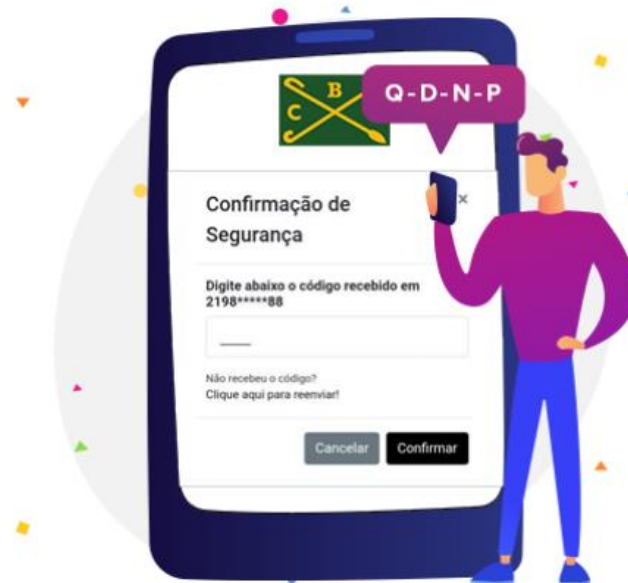 B
C
Q-D-N-P
×
Confirmação de
Segurança
Digite abaixo o código recebido em
2198*****88
____
Não recebeu o código?
Clique aqui para reenviar!
Cancelar Confirmar